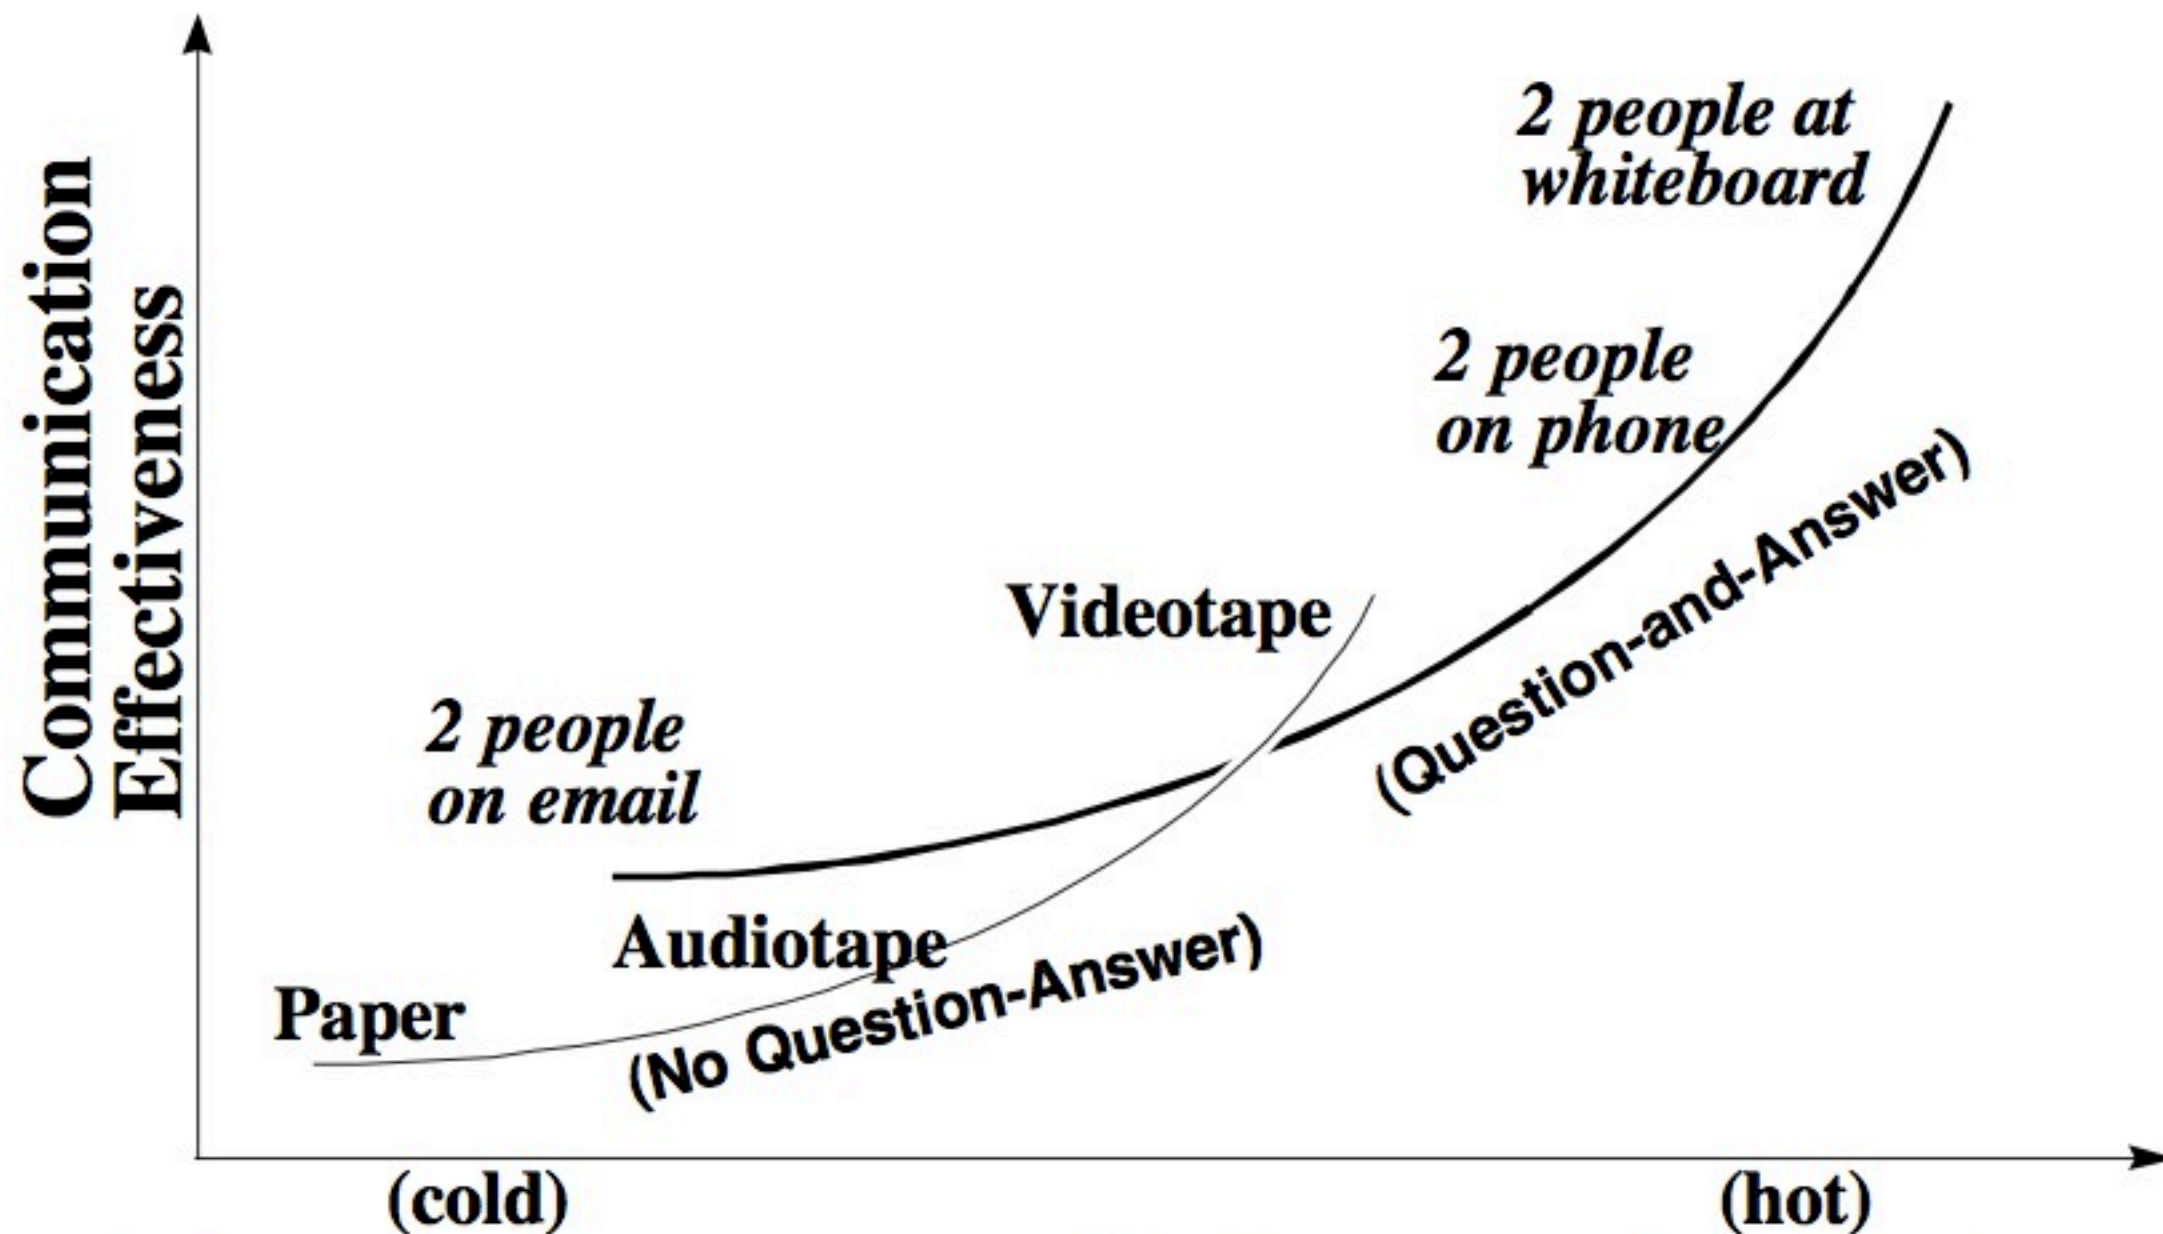 Communication
Effectiveness
2 people at
whiteboard
2 people
on phone
(Question-and-Answer)
Videotape
2 people
on email
Audiotape
(No Question-Answer)
Paper
(cold)
(hot)